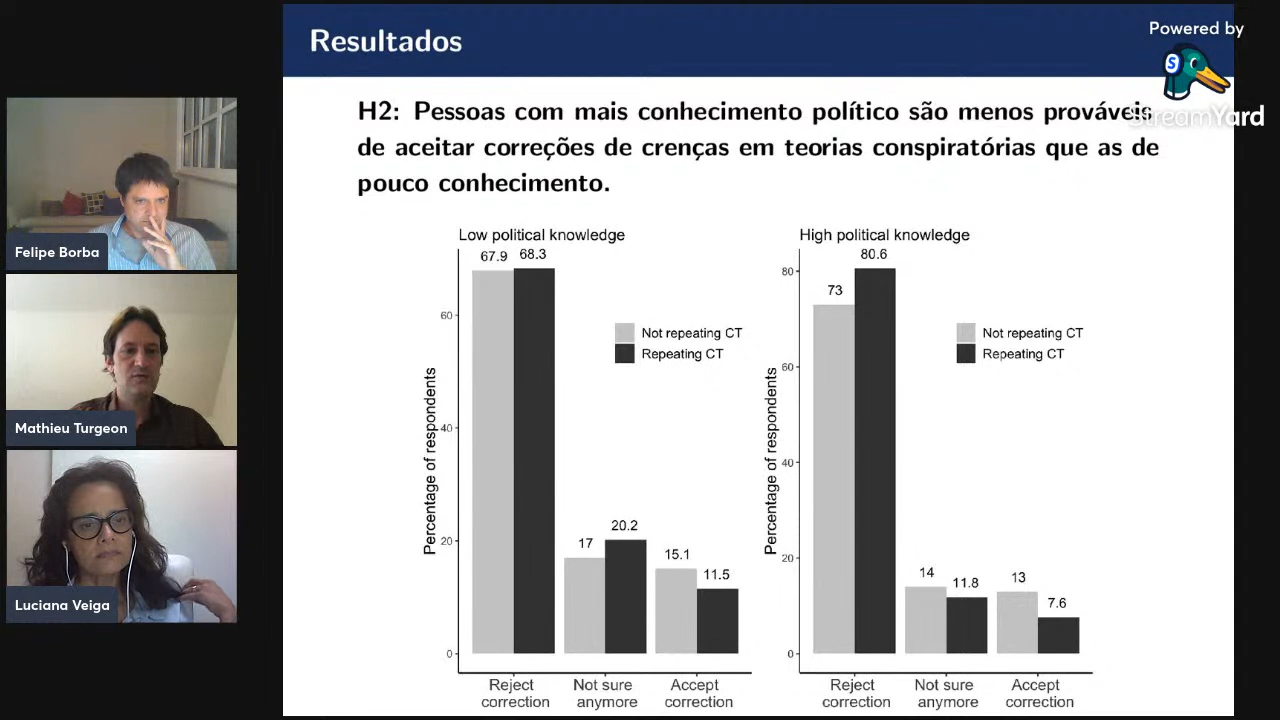 Resultados
Powered by
StreamYard
H2: Pessoas com mais conhecimento político são menos prováveis
de aceitar correções de crenças em teorias conspiratórias que as de
pouco conhecimento.
Felipe Borba
Mathieu Turgeon
Luciana Veiga
Low political knowledge
67.9 68.3
60
40
20
0
Percentage of respondents
Not repeating CT
Repeating CT
17 20.2
15.1 11.5
Reject correction
Not sure anymore
Accept correction
High political knowledge
73 80.6
80
60
40
20
0
Percentage of respondents
Not repeating CT
Repeating CT
14 11.8
13 7.6
Reject correction
Not sure anymore
Accept correction